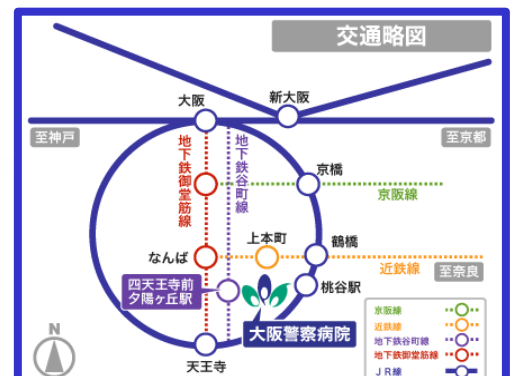 交通略図
大阪
新大阪
至神戸
至京都
地下鉄御堂筋線
地下鉄谷町線
京橋
京阪線
上本町
鶴橋
なんば
近鉄線
至奈良
四天王寺前
夕陽ヶ丘駅
桃谷駅
大阪警察病院
天王寺
N
京阪線
近鉄線
地下鉄谷町線
地下鉄御堂筋線
JR線